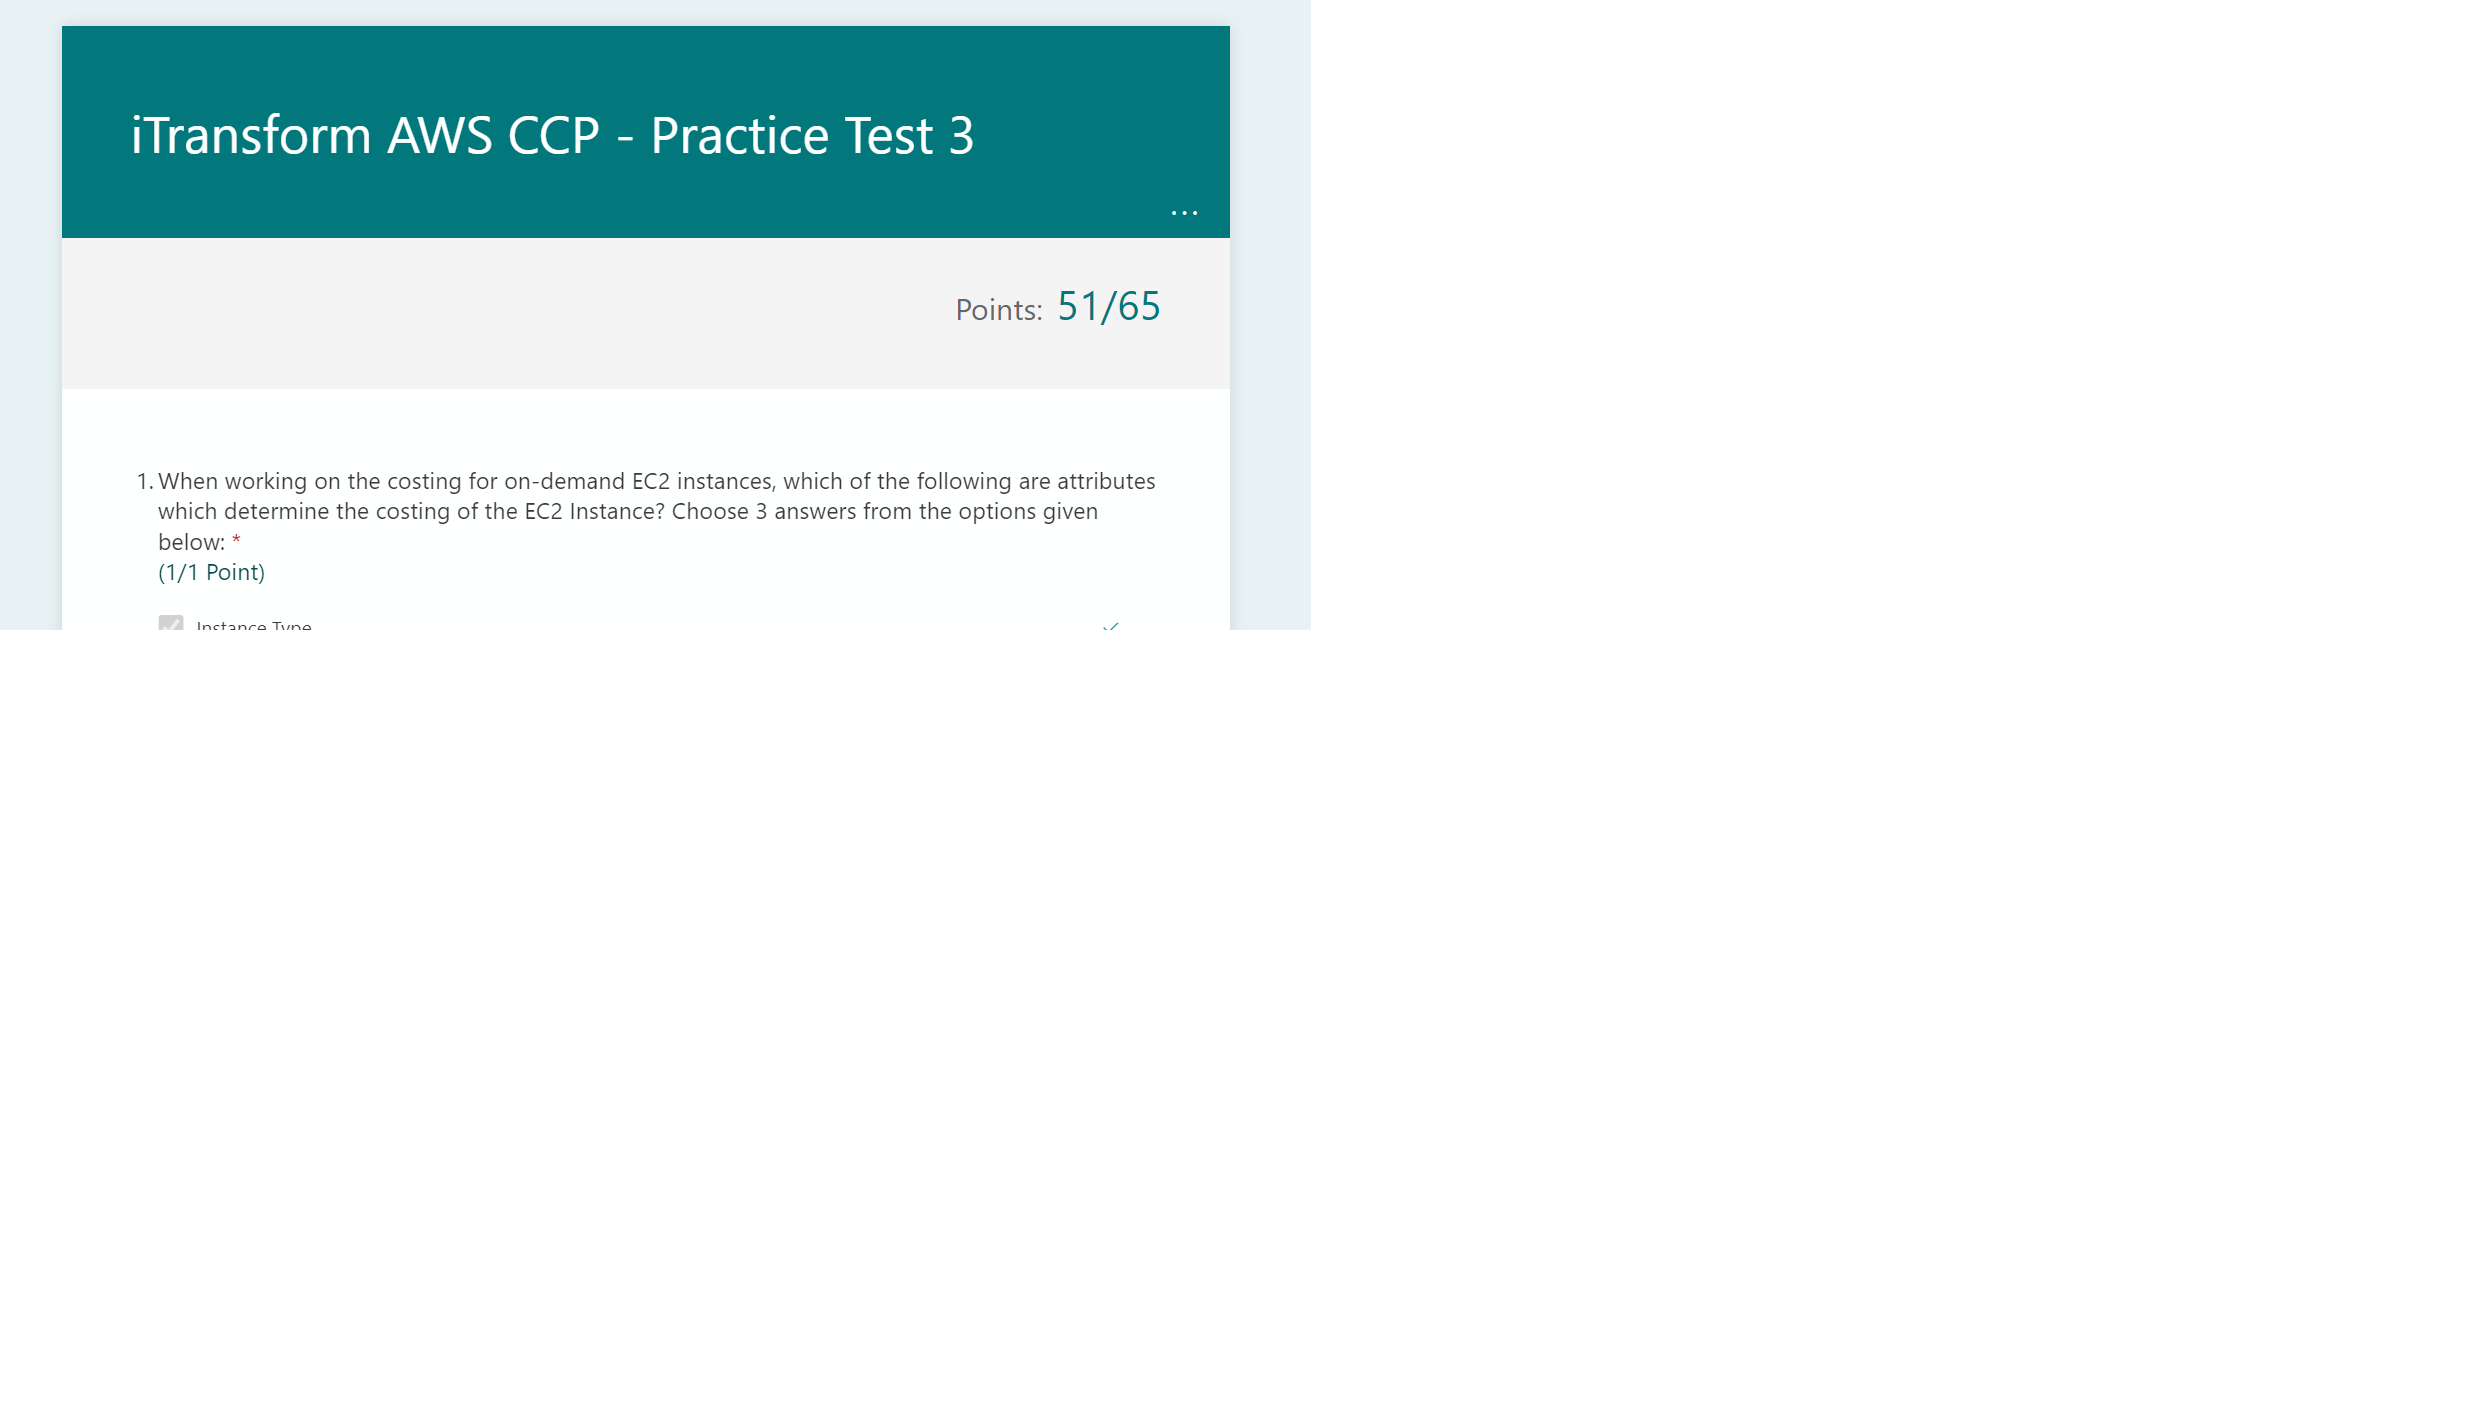 iTransform AWS CCP - Practice Test 3
...
Points: 51/65
1. When working on the costing for on-demand EC2 instances, which of the following are attributes
which determine the costing of the EC2 Instance? Choose 3 answers from the options given
below: *
(1/1 Point)
Instance Type